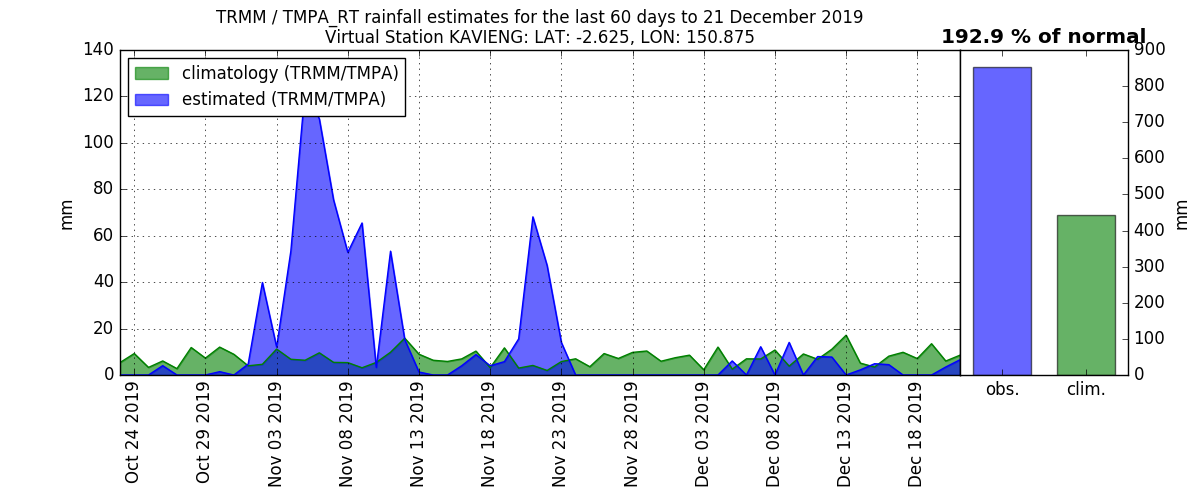 TRMM / TMPA_RT rainfall estimates for the last 60 days to 21 December 2019
Virtual Station KAVIENG: LAT: -2.625, LON: 150.875
192.9 % of normal
climatology (TRMM/TMPA)
estimated (TRMM/TMPA)
mm
140
120
100
80
60
40
20
0
Oct 24 2019
Oct 29 2019
Nov 03 2019
Nov 08 2019
Nov 13 2019
Nov 18 2019
Nov 23 2019
Nov 28 2019
Dec 03 2019
Dec 08 2019
Dec 13 2019
Dec 18 2019
900
800
700
600
500
400
300
200
100
0
mm
obs.
clim.